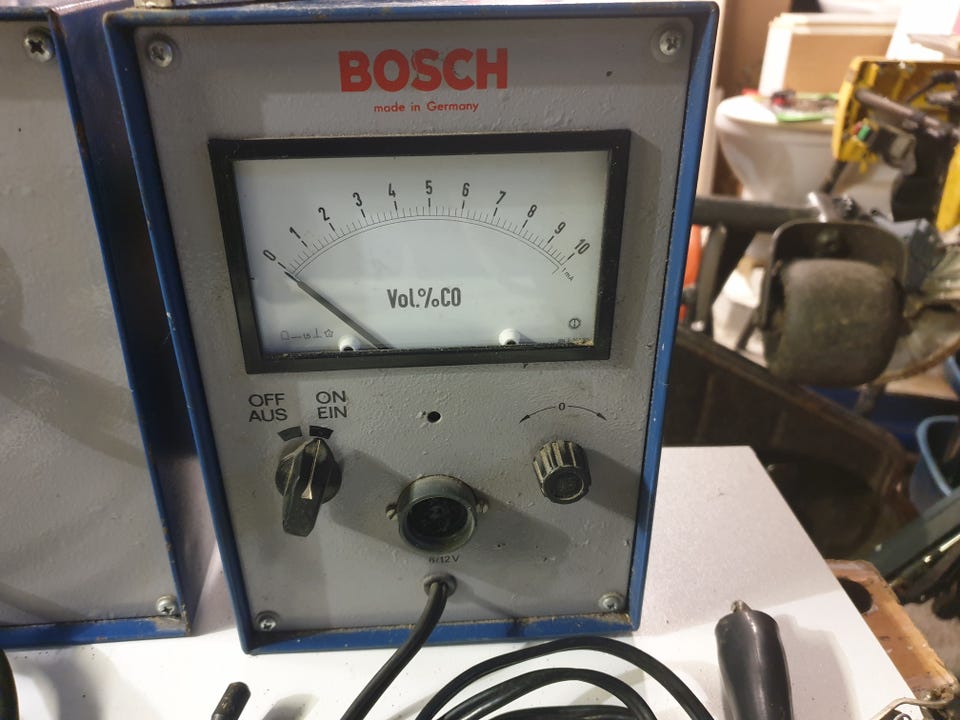 BOSCH
made in Germany
0 1 2 3 4 5 6 7 8 9 10
1 mA
Vol.%CO
OFF ON
AUS EIN
0
6/12V